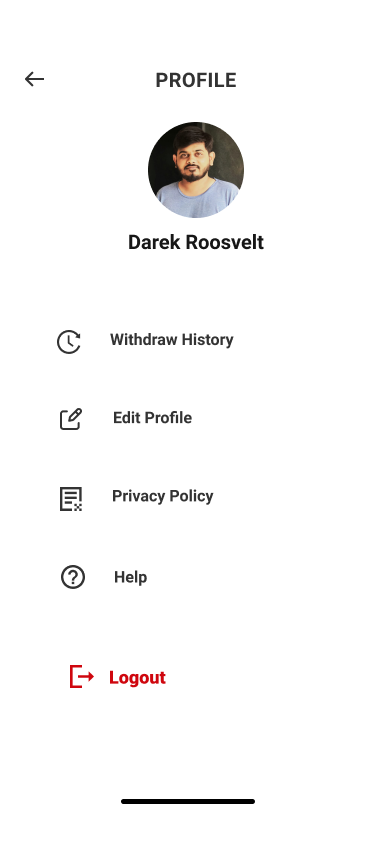 PROFILE
Darek Roosvelt
Withdraw History
Edit Profile
Privacy Policy
Help
Logout